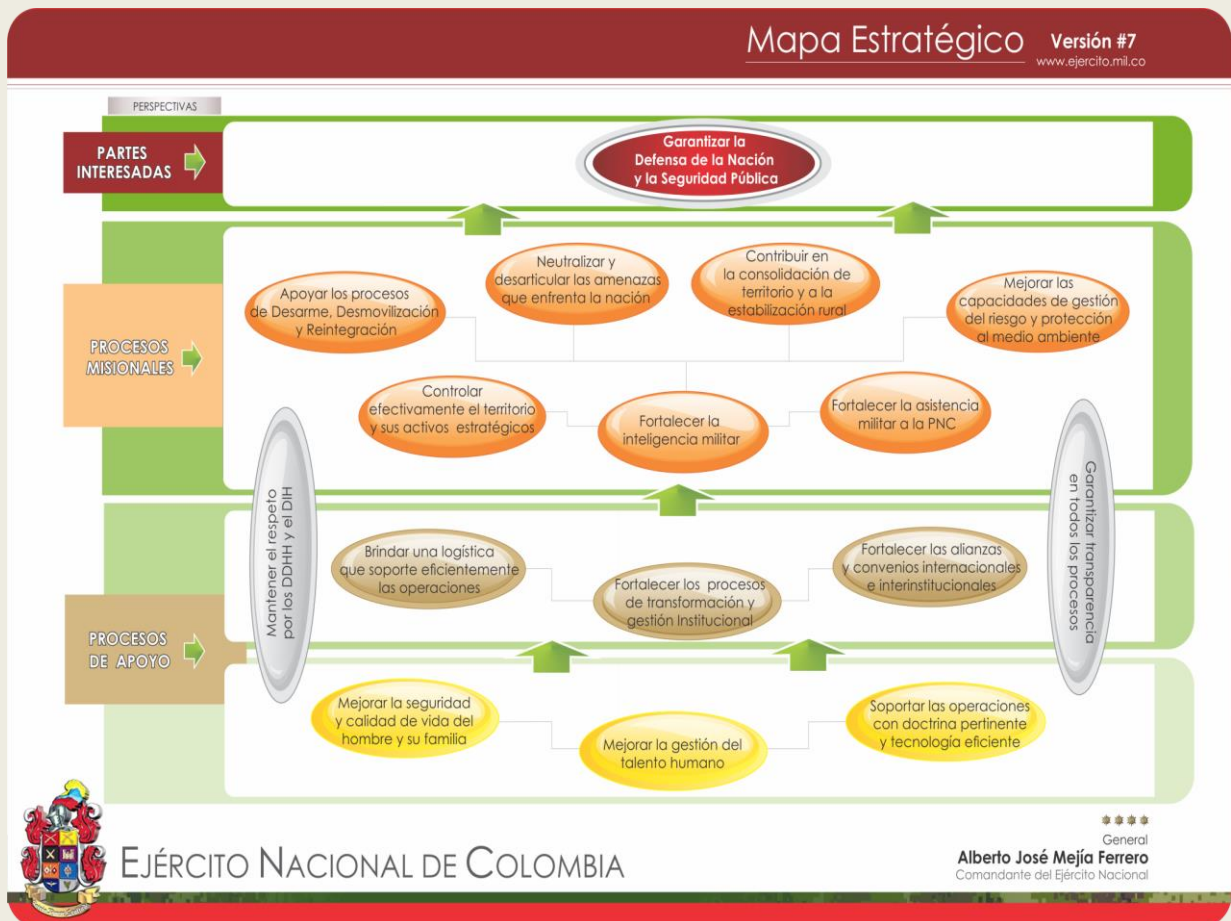 Mapa Estratégico
Versión #7
www.ejercito.mil.co
PERSPECTIVAS
PARTES
INTERESADAS
Garantizar la
Defensa de la Nación
y la Seguridad Pública
PROCESOS
MISIONALES
Apoyar los procesos
de Desarme, Desmovilización
y Reintegración
Neutralizar y
desarticular las amenazas
que enfrenta la nación
Contribuir en
la consolidación de
territorio y a la
estabilización rural
Mejorar las
capacidades de gestión
del riesgo y protección
al medio ambiente
Controlar
efectivamente el territorio
y sus activos estratégicos
Fortalecer la
inteligencia militar
Fortalecer la asistencia
militar a la PNC
Mantener el respeto
por los DDHH y el DIH
Garantizar transparencia
en todos los procesos
PROCESOS
DE APOYO
Brindar una logística
que soporte eficientemente
las operaciones
Fortalecer los procesos
de transformación y
gestión Institucional
Fortalecer las alianzas
y convenios internacionales
e interinstitucionales
Mejorar la seguridad
y calidad de vida del
hombre y su familia
Mejorar la gestión del
talento humano
Soportar las operaciones
con doctrina pertinente
y tecnología eficiente
EJÉRCITO NACIONAL DE COLOMBIA
General
Alberto José Mejía Ferrero
Comandante del Ejército Nacional